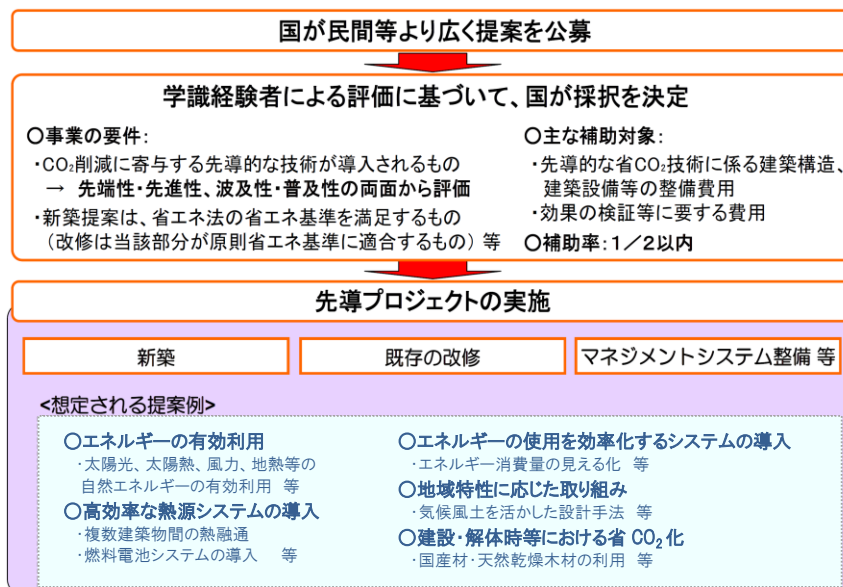 国が民間等より広く提案を公募
学識経験者による評価に基づいて、国が採択を決定
○事業の要件：
・CO₂削減に寄与する先導的な技術が導入されるもの
→ 先端性・先進性、波及性・普及性の両面から評価
・新築提案は、省エネ法の省エネ基準を満足するもの
（改修は当該部分が原則省エネ基準に適合するもの）等
○主な補助対象：
・先導的な省CO₂技術に係る建築構造、
建築設備等の整備費用
・効果の検証等に要する費用
○補助率：１／２以内
先導プロジェクトの実施
新築
既存の改修
マネジメントシステム整備 等
<想定される提案例>
○エネルギーの有効利用
・太陽光、太陽熱、風力、地熱等の
自然エネルギーの有効利用 等
○高効率な熱源システムの導入
・複数建築物間の熱融通
・燃料電池システムの導入 等
○エネルギーの使用を効率化するシステムの導入
・エネルギー消費量の見える化 等
○地域特性に応じた取り組み
・気候風土を活かした設計手法 等
○建設・解体時等における省 CO₂ 化
・国産材・天然乾燥木材の利用 等